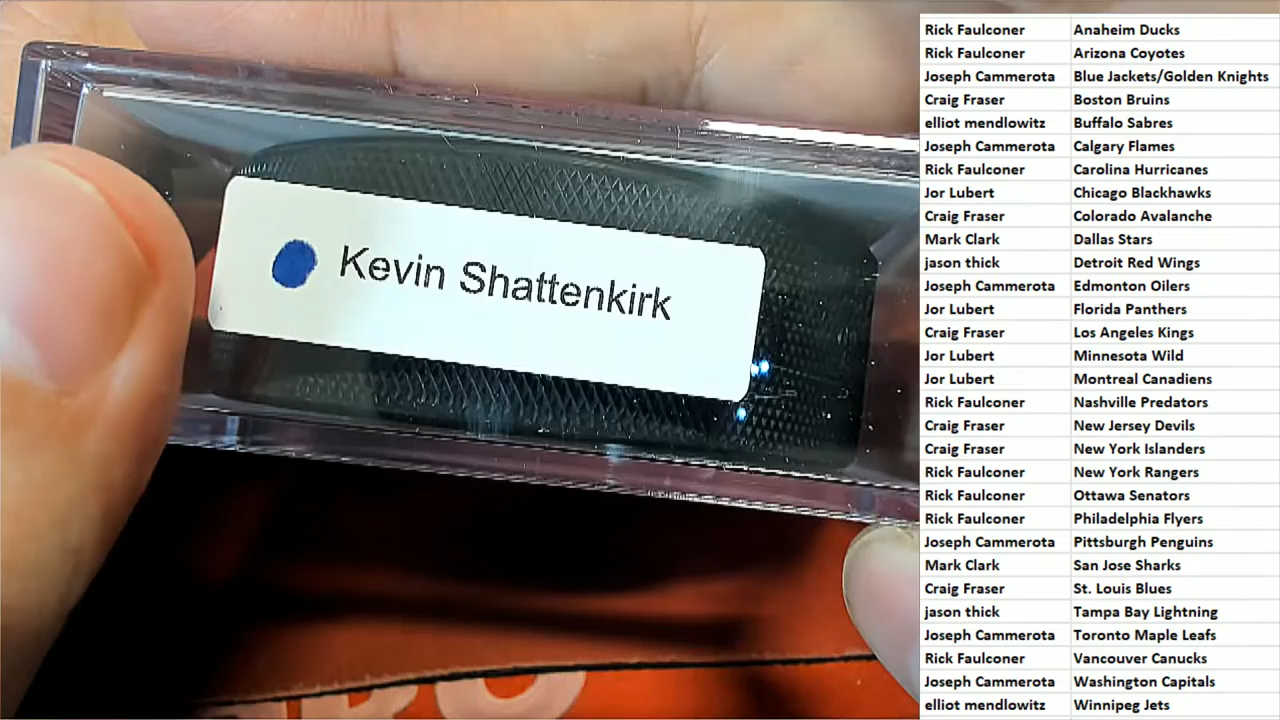 Kevin Shattenkirk
Rick Faulconer Anaheim Ducks
Rick Faulconer Arizona Coyotes
Joseph Cammerota Blue Jackets/Golden Knights
Craig Fraser Boston Bruins
elliot mendlowitz Buffalo Sabres
Joseph Cammerota Calgary Flames
Rick Faulconer Carolina Hurricanes
Jor Lubert Chicago Blackhawks
Craig Fraser Colorado Avalanche
Mark Clark Dallas Stars
jason thick Detroit Red Wings
Joseph Cammerota Edmonton Oilers
Jor Lubert Florida Panthers
Craig Fraser Los Angeles Kings
Jor Lubert Minnesota Wild
Jor Lubert Montreal Canadiens
Rick Faulconer Nashville Predators
Craig Fraser New Jersey Devils
Craig Fraser New York Islanders
Rick Faulconer New York Rangers
Rick Faulconer Ottawa Senators
Rick Faulconer Philadelphia Flyers
Joseph Cammerota Pittsburgh Penguins
Mark Clark San Jose Sharks
Craig Fraser St. Louis Blues
jason thick Tampa Bay Lightning
Joseph Cammerota Toronto Maple Leafs
Rick Faulconer Vancouver Canucks
Joseph Cammerota Washington Capitals
elliot mendlowitz Winnipeg Jets